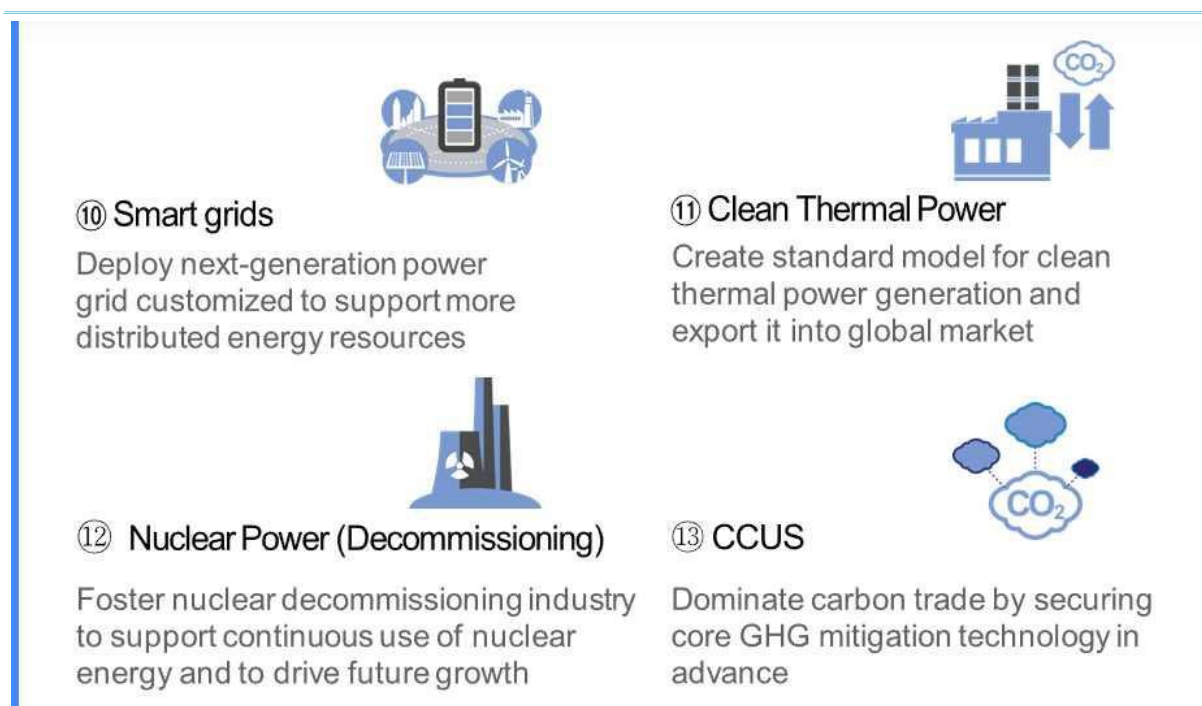 CO₂
⑩ Smart grids
Deploy next-generation power
grid customized to support more
distributed energy resources
⑪ Clean Thermal Power
Create standard model for clean
thermal power generation and
export it into global market
⑫ Nuclear Power (Decommissioning)
Foster nuclear decommissioning industry
to support continuous use of nuclear
energy and to drive future growth
CO₂
⑬ CCUS
Dominate carbon trade by securing
core GHG mitigation technology in
advance